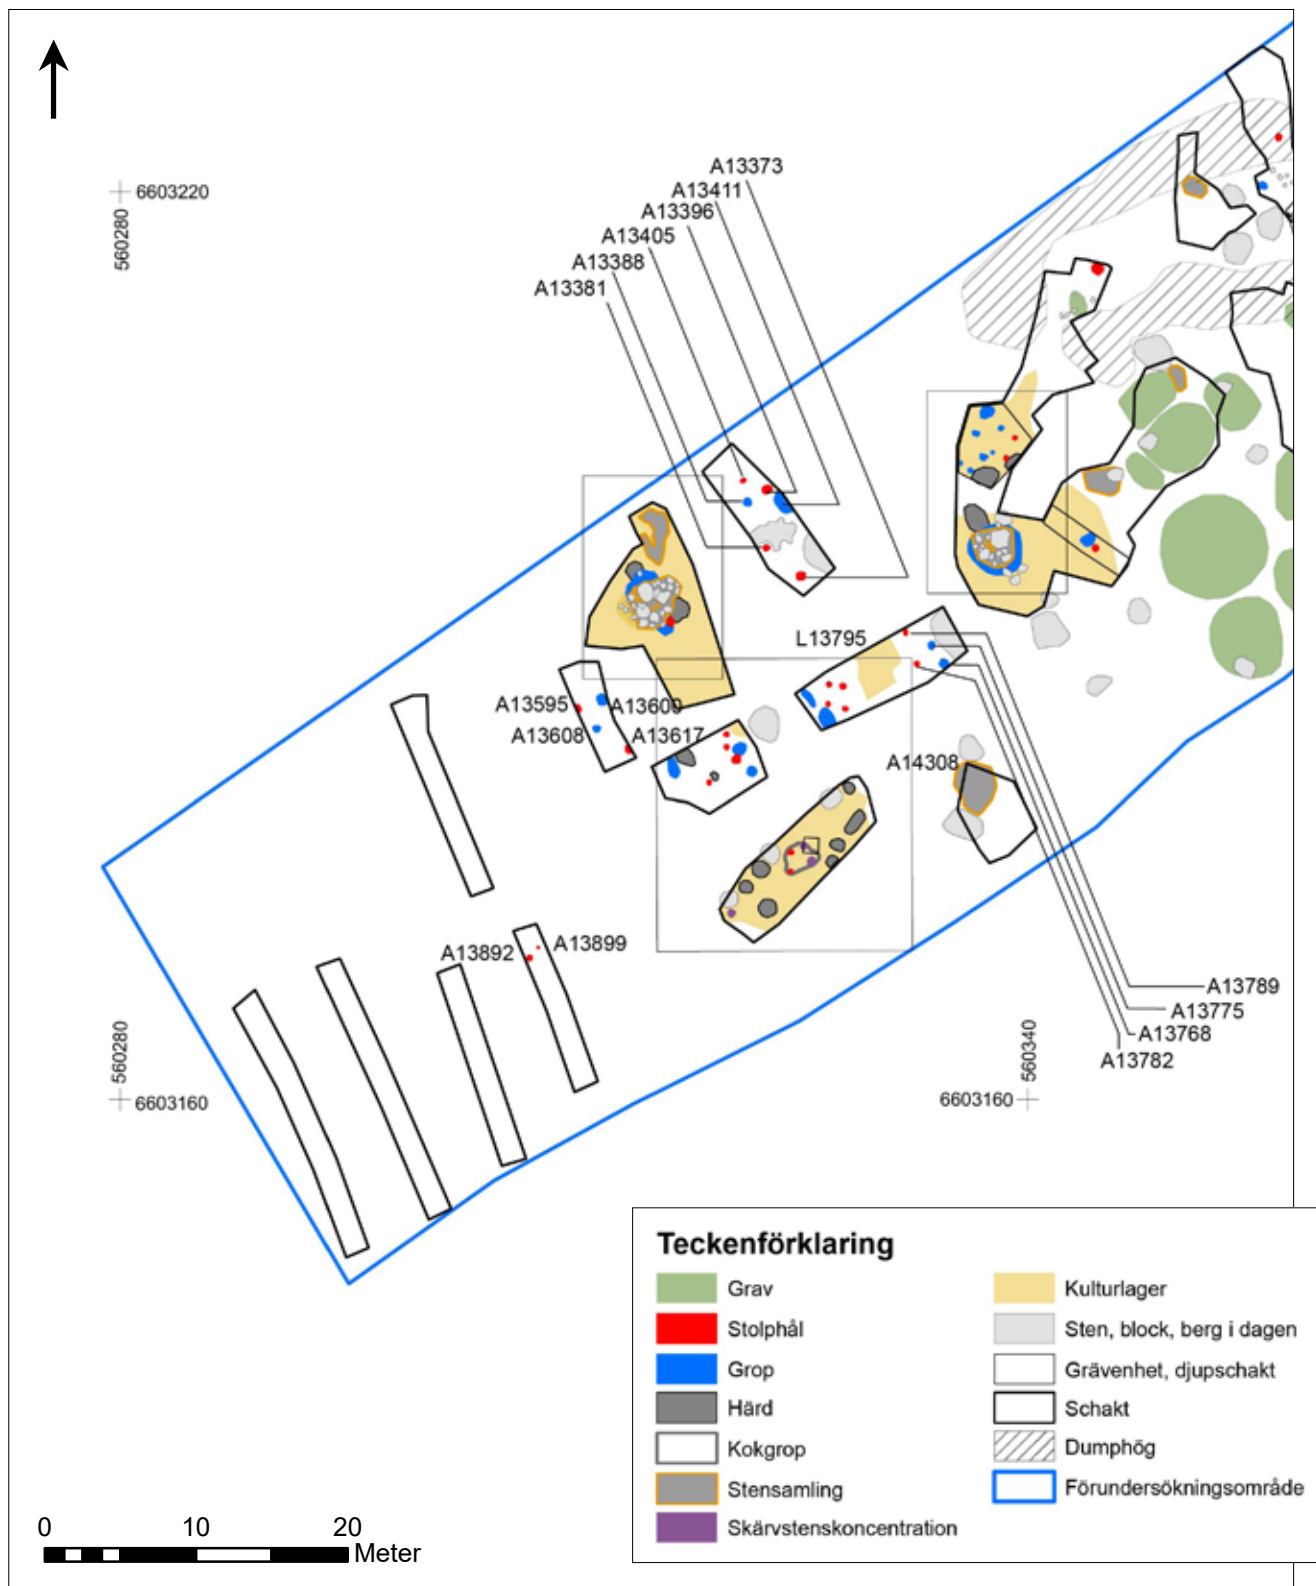 A13373
A13411
A13396
A13405
A13388
A13381
6603220
560280
L13795
A13595
A13600
A13608
A13617
A14308
A13892
A13899
A13789
A13775
A13768
A13782
560280
6603160
560340
6603160
Teckenförklaring
Grav
Stolphål
Grop
Härd
Kokgrop
Stensamling
Skärvstenskoncentration
Kulturlager
Sten, block, berg i dagen
Grävenhet, djupschakt
Schakt
Dumphög
Förundersökningsområde
0 10 20
Meter